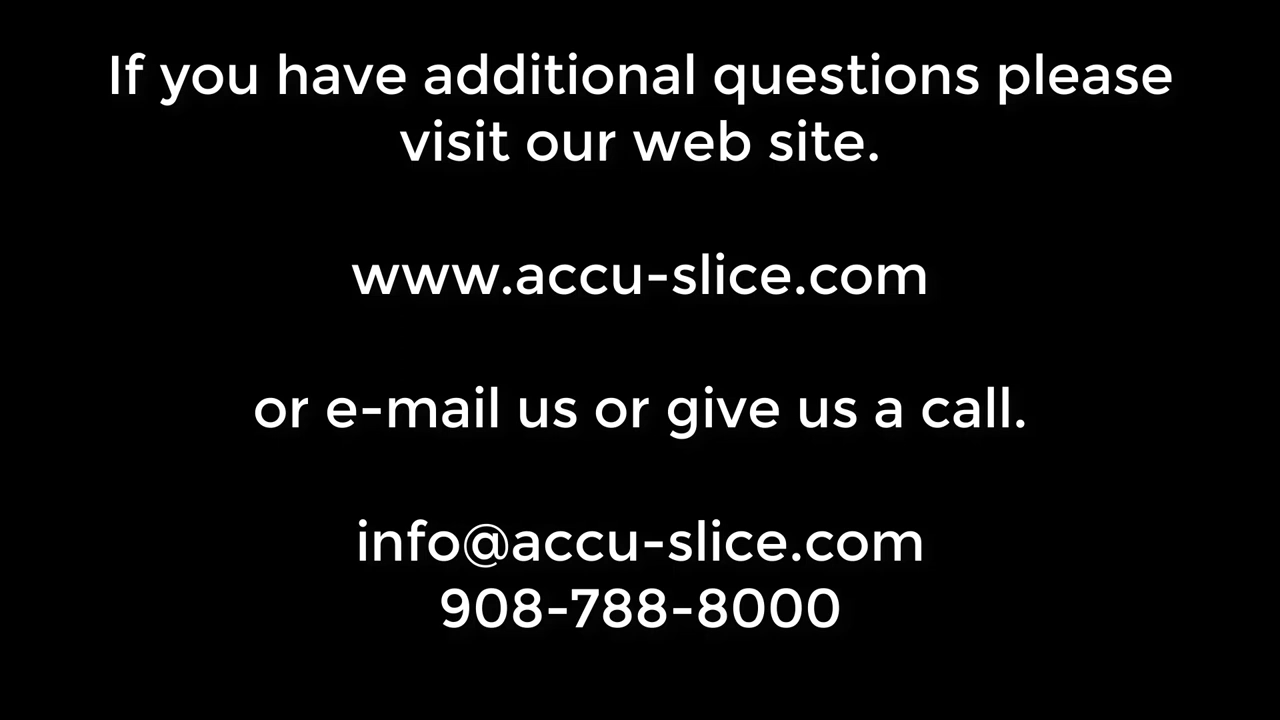 If you have additional questions please
visit our web site.
www.accu-slice.com
or e-mail us or give us a call.
info@accu-slice.com
908-788-8000